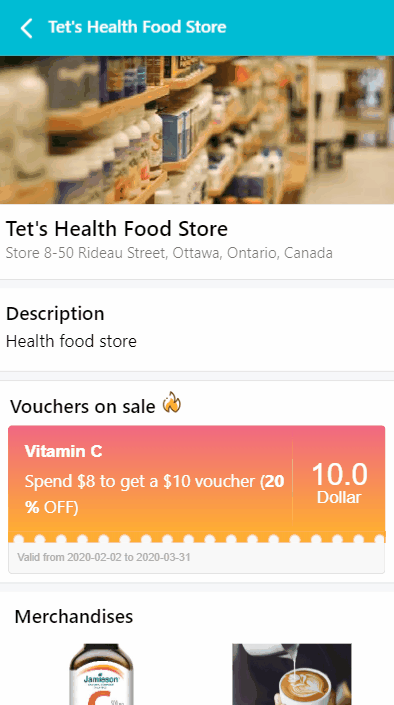 Tet's Health Food Store
Tet's Health Food Store
Store 8-50 Rideau Street, Ottawa, Ontario, Canada
Description
Health food store
Vouchers on sale
Vitamin C
Spend $8 to get a $10 voucher (20
% OFF)
10.0
Dollar
Valid from 2020-02-02 to 2020-03-31
Merchandises
Jamieson